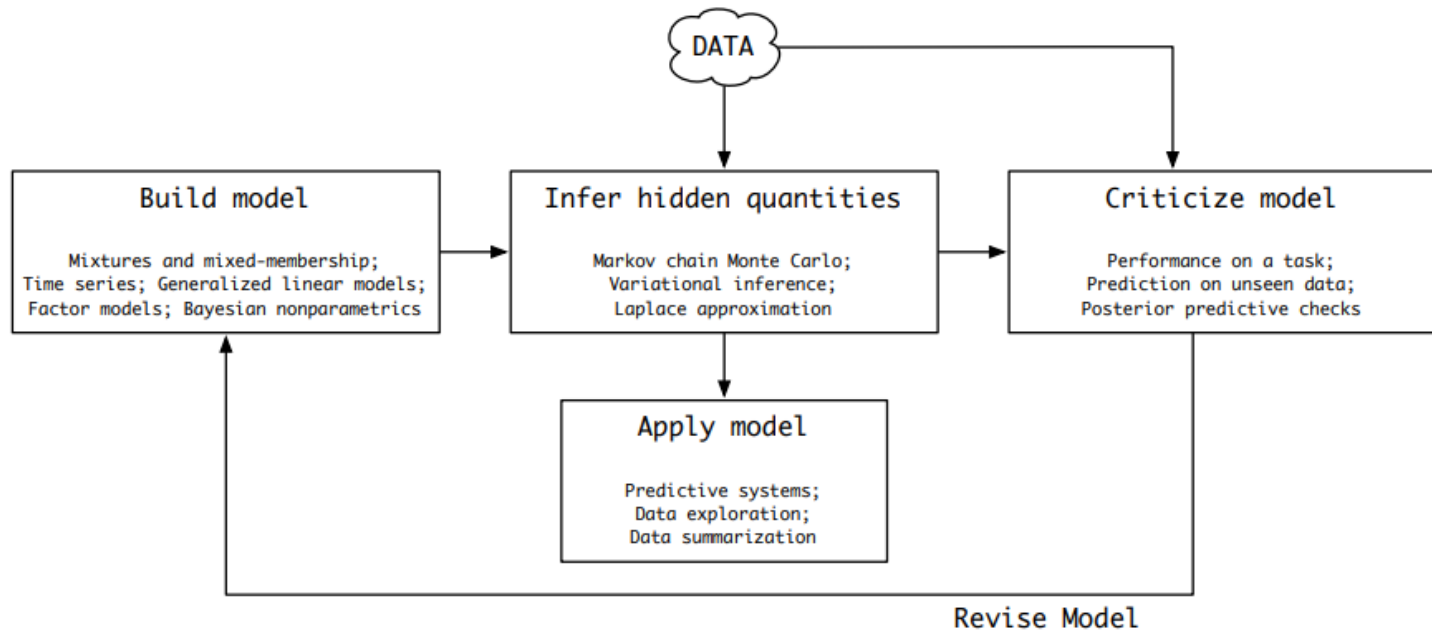 DATA
Build model
Mixtures and mixed-membership;
Time series; Generalized linear models;
Factor models; Bayesian nonparametrics
Infer hidden quantities
Markov chain Monte Carlo;
Variational inference;
Laplace approximation
Criticize model
Performance on a task;
Prediction on unseen data;
Posterior predictive checks
Apply model
Predictive systems;
Data exploration;
Data summarization
Revise Model